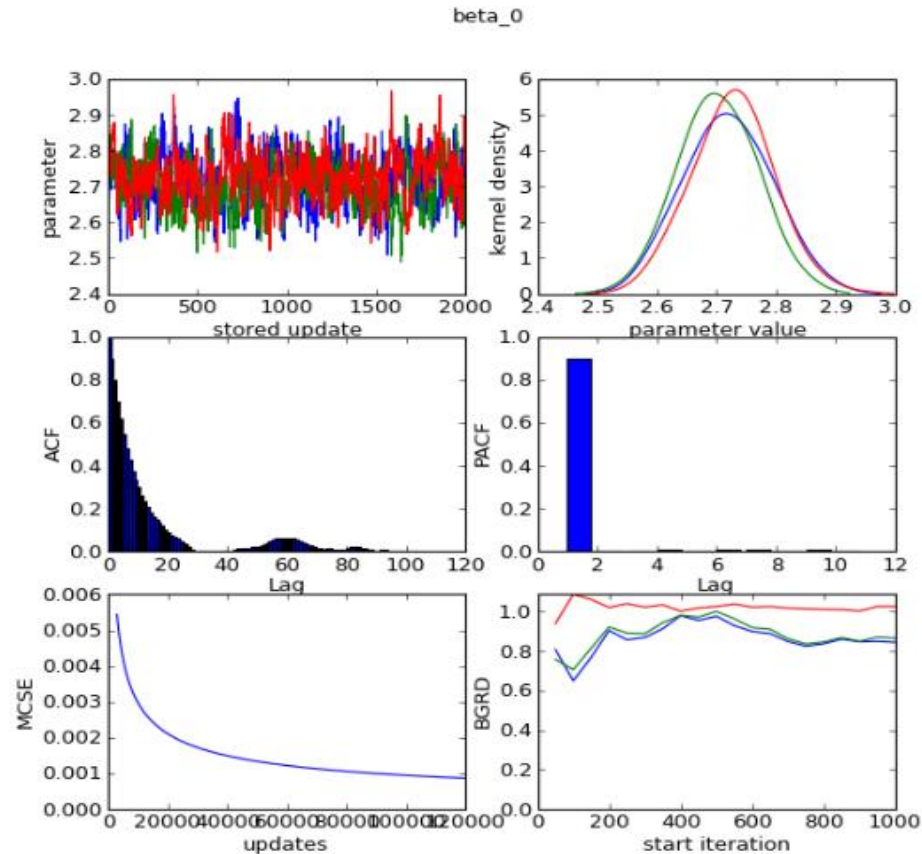 beta_0
3.0
2.9
2.8
2.7
2.6
2.5
2.4
parameter
0 500 1000 1500 2000
stored update
6
5
4
3
2
1
0
kernel density
2.4 2.5 2.6 2.7 2.8 2.9 3.0
parameter value
1.0
0.8
0.6
0.4
0.2
0.0
ACF
0 20 40 60 80 100 120
Lag
1.0
0.8
0.6
0.4
0.2
0.0
PACF
0 2 4 6 8 10 12
Lag
0.006
0.005
0.004
0.003
0.002
0.001
0.000
MCSE
0 20000 40000 60000 80000 100000 120000
updates
1.0
0.8
0.6
0.4
0.2
0.0
BGRD
0 200 400 600 800 1000
start iteration